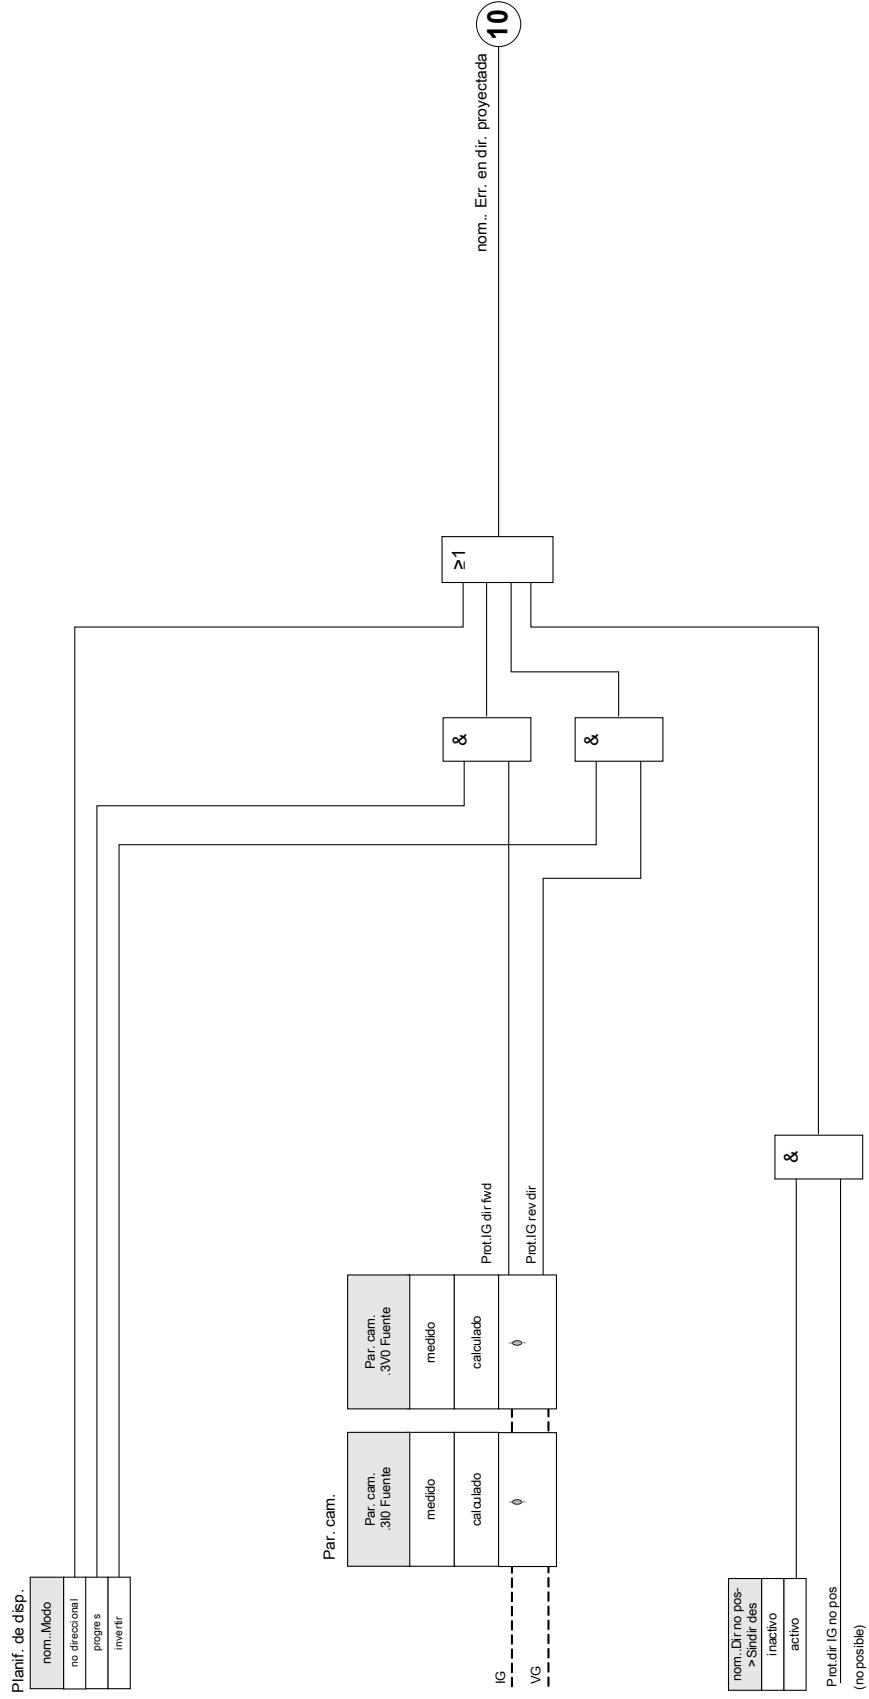 Planif. de disp.
nom..Modo
no direccional
progres
invertir
Par. cam.
Par. cam.
.3I0 Fuente
medido
calculado
ϕ
Par. cam.
.3V0 Fuente
medido
calculado
ϕ
IG
VG
Prot.IG dir fwd
Prot.IG rev dir
&
&
≥1
nom.. Err. en dir. proyectada
10
nom..Dir no pos-
> Sindir des
inactivo
activo
Prot.dir IG no pos
(no posible)
&